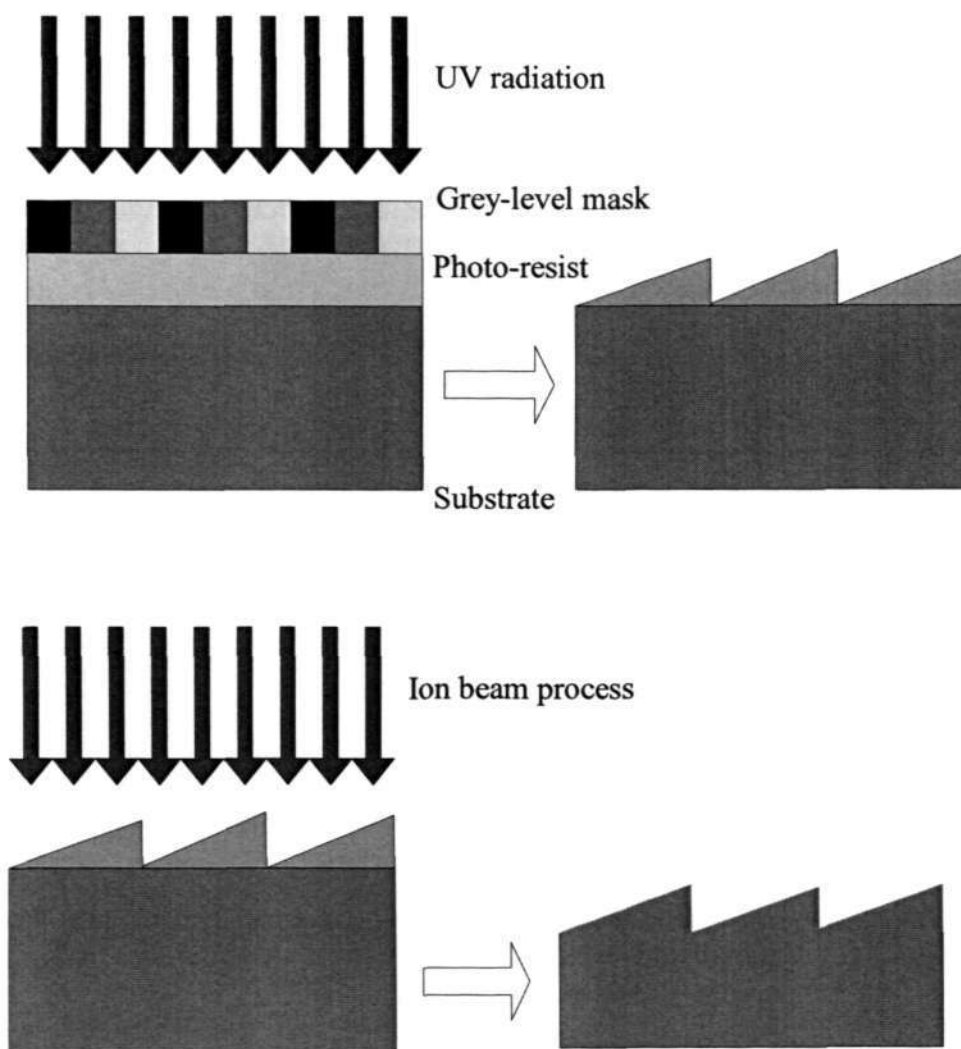 UV radiation
Grey-level mask
Photo-resist
Substrate
Ion beam process